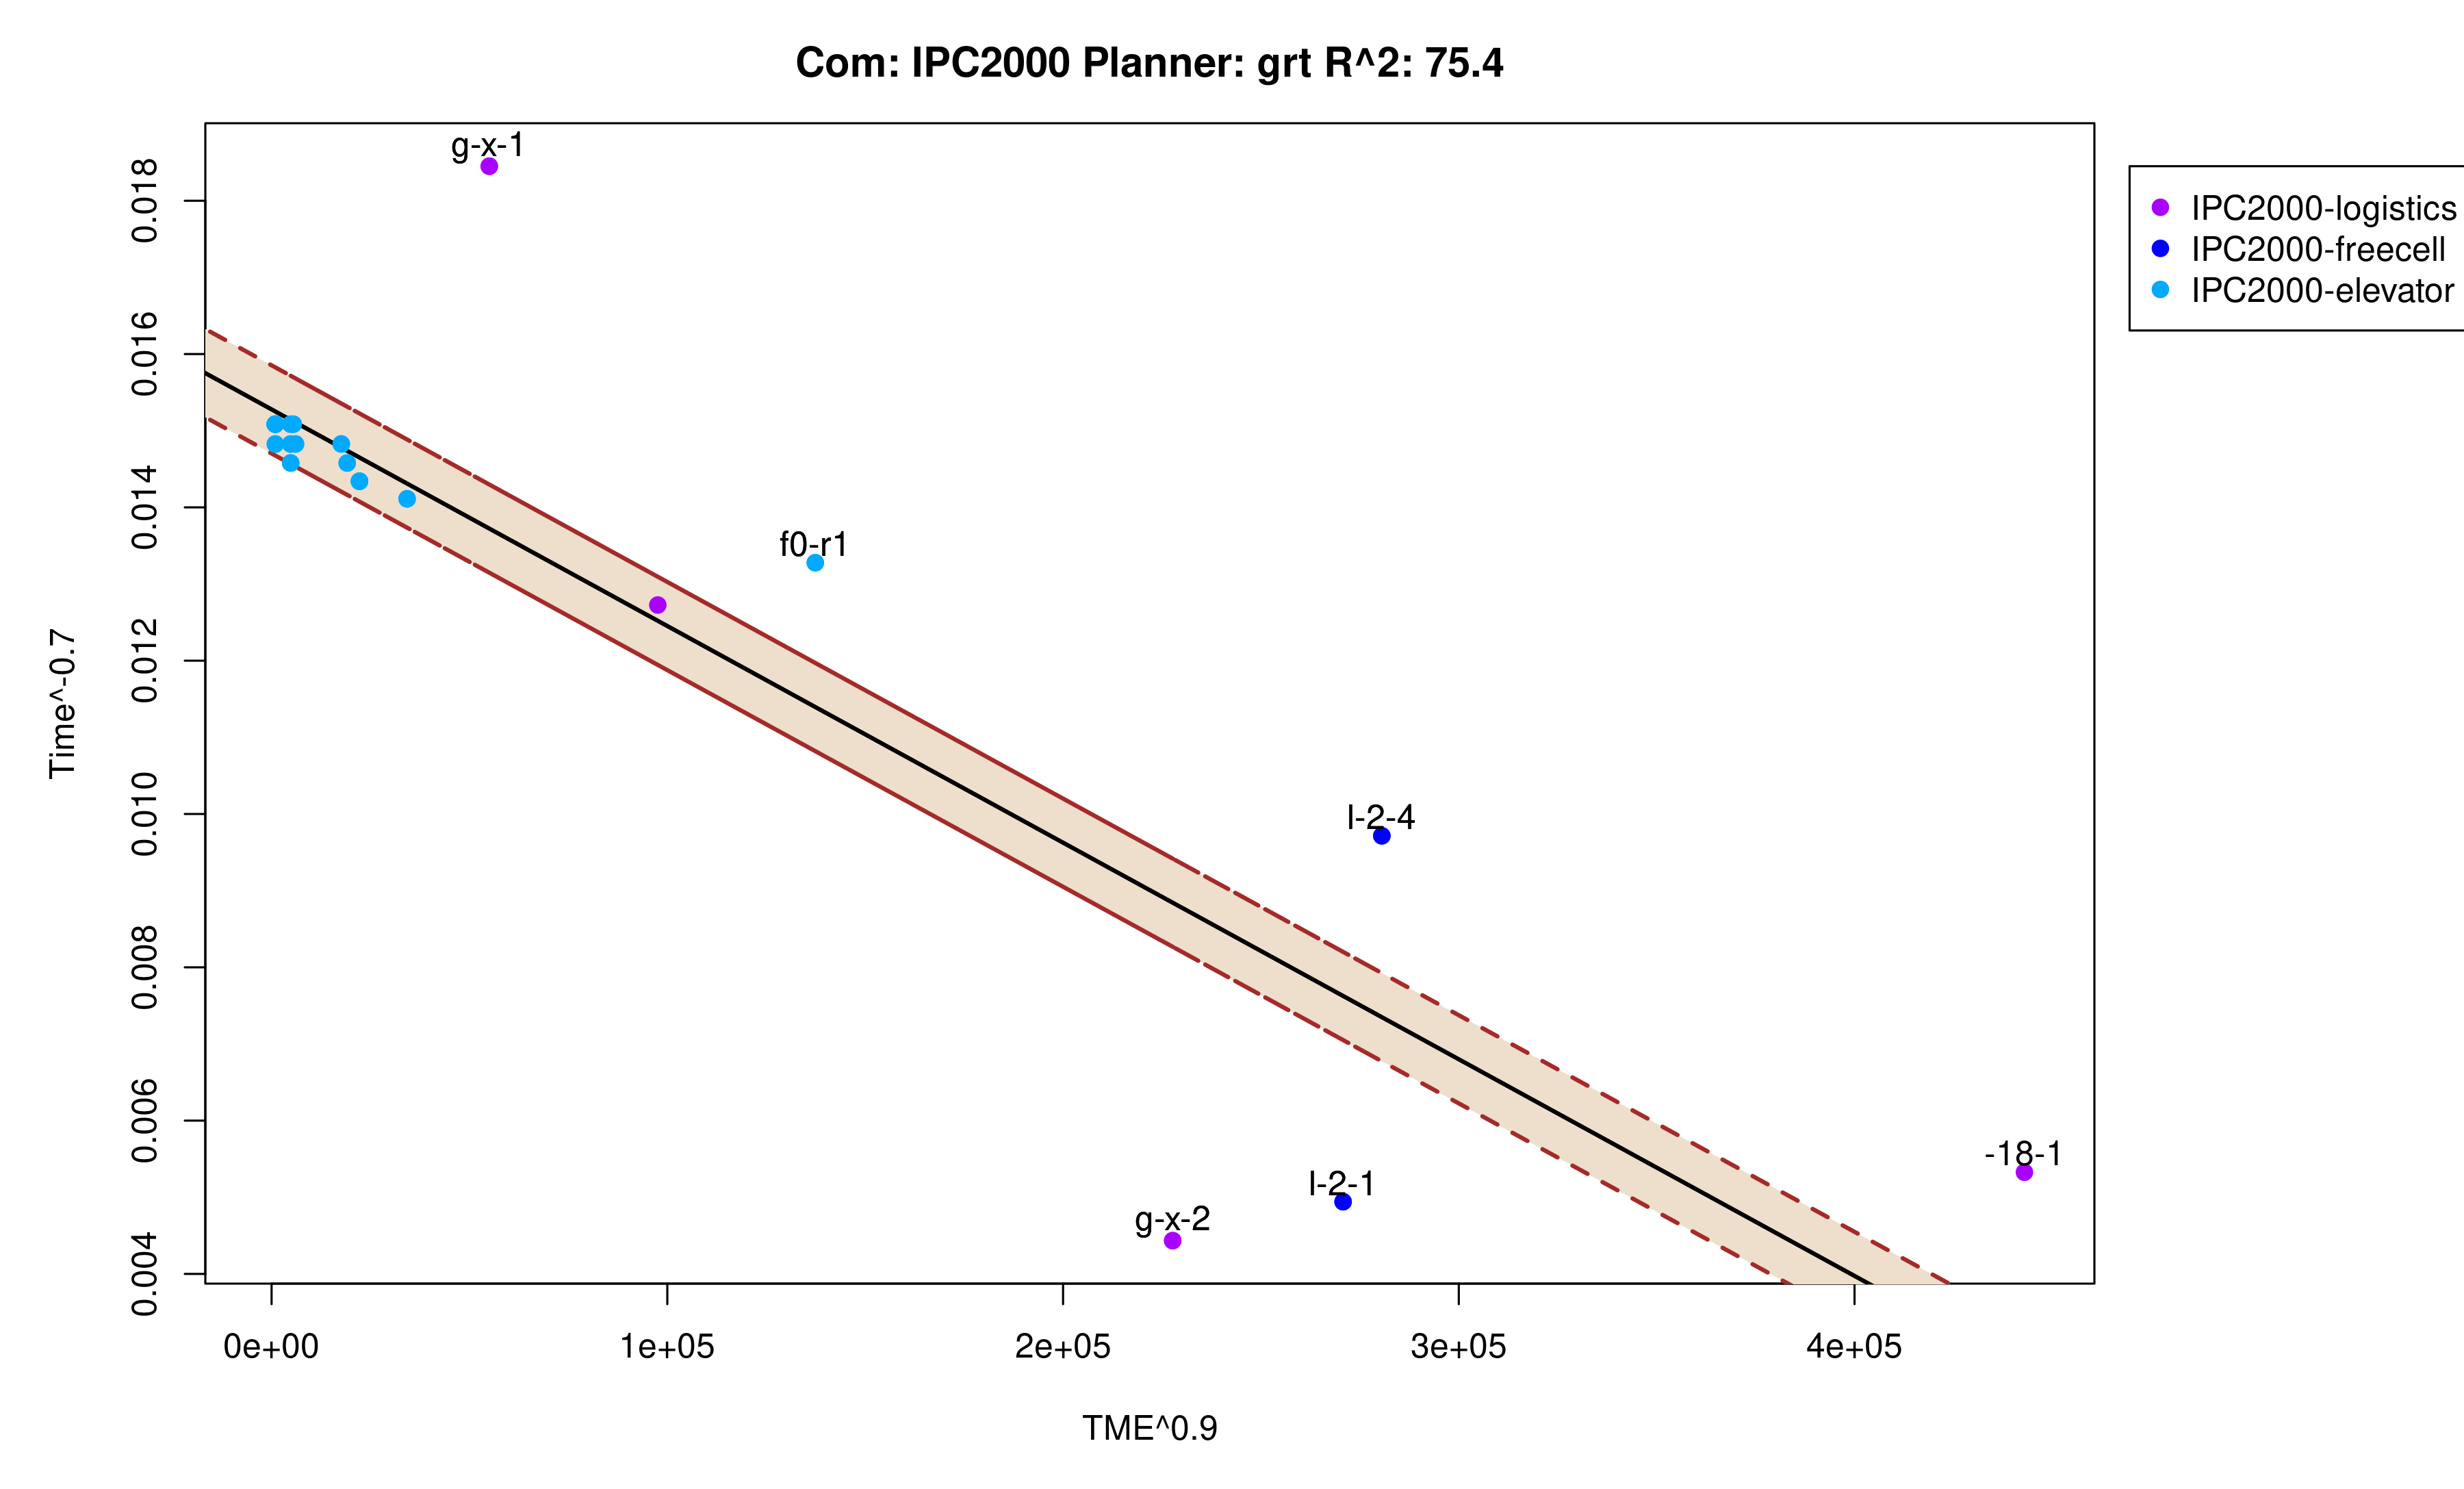 Com: IPC2000 Planner: grt R^2: 75.4
g-x-1
IPC2000-logistics
IPC2000-freecell
IPC2000-elevator
0.018
0.016
0.014
0.012
0.010
0.008
0.006
0.004
Time^-0.7
f0-r1
l-2-4
-18-1
l-2-1
g-x-2
0e+00 1e+05 2e+05 3e+05 4e+05
TME^0.9